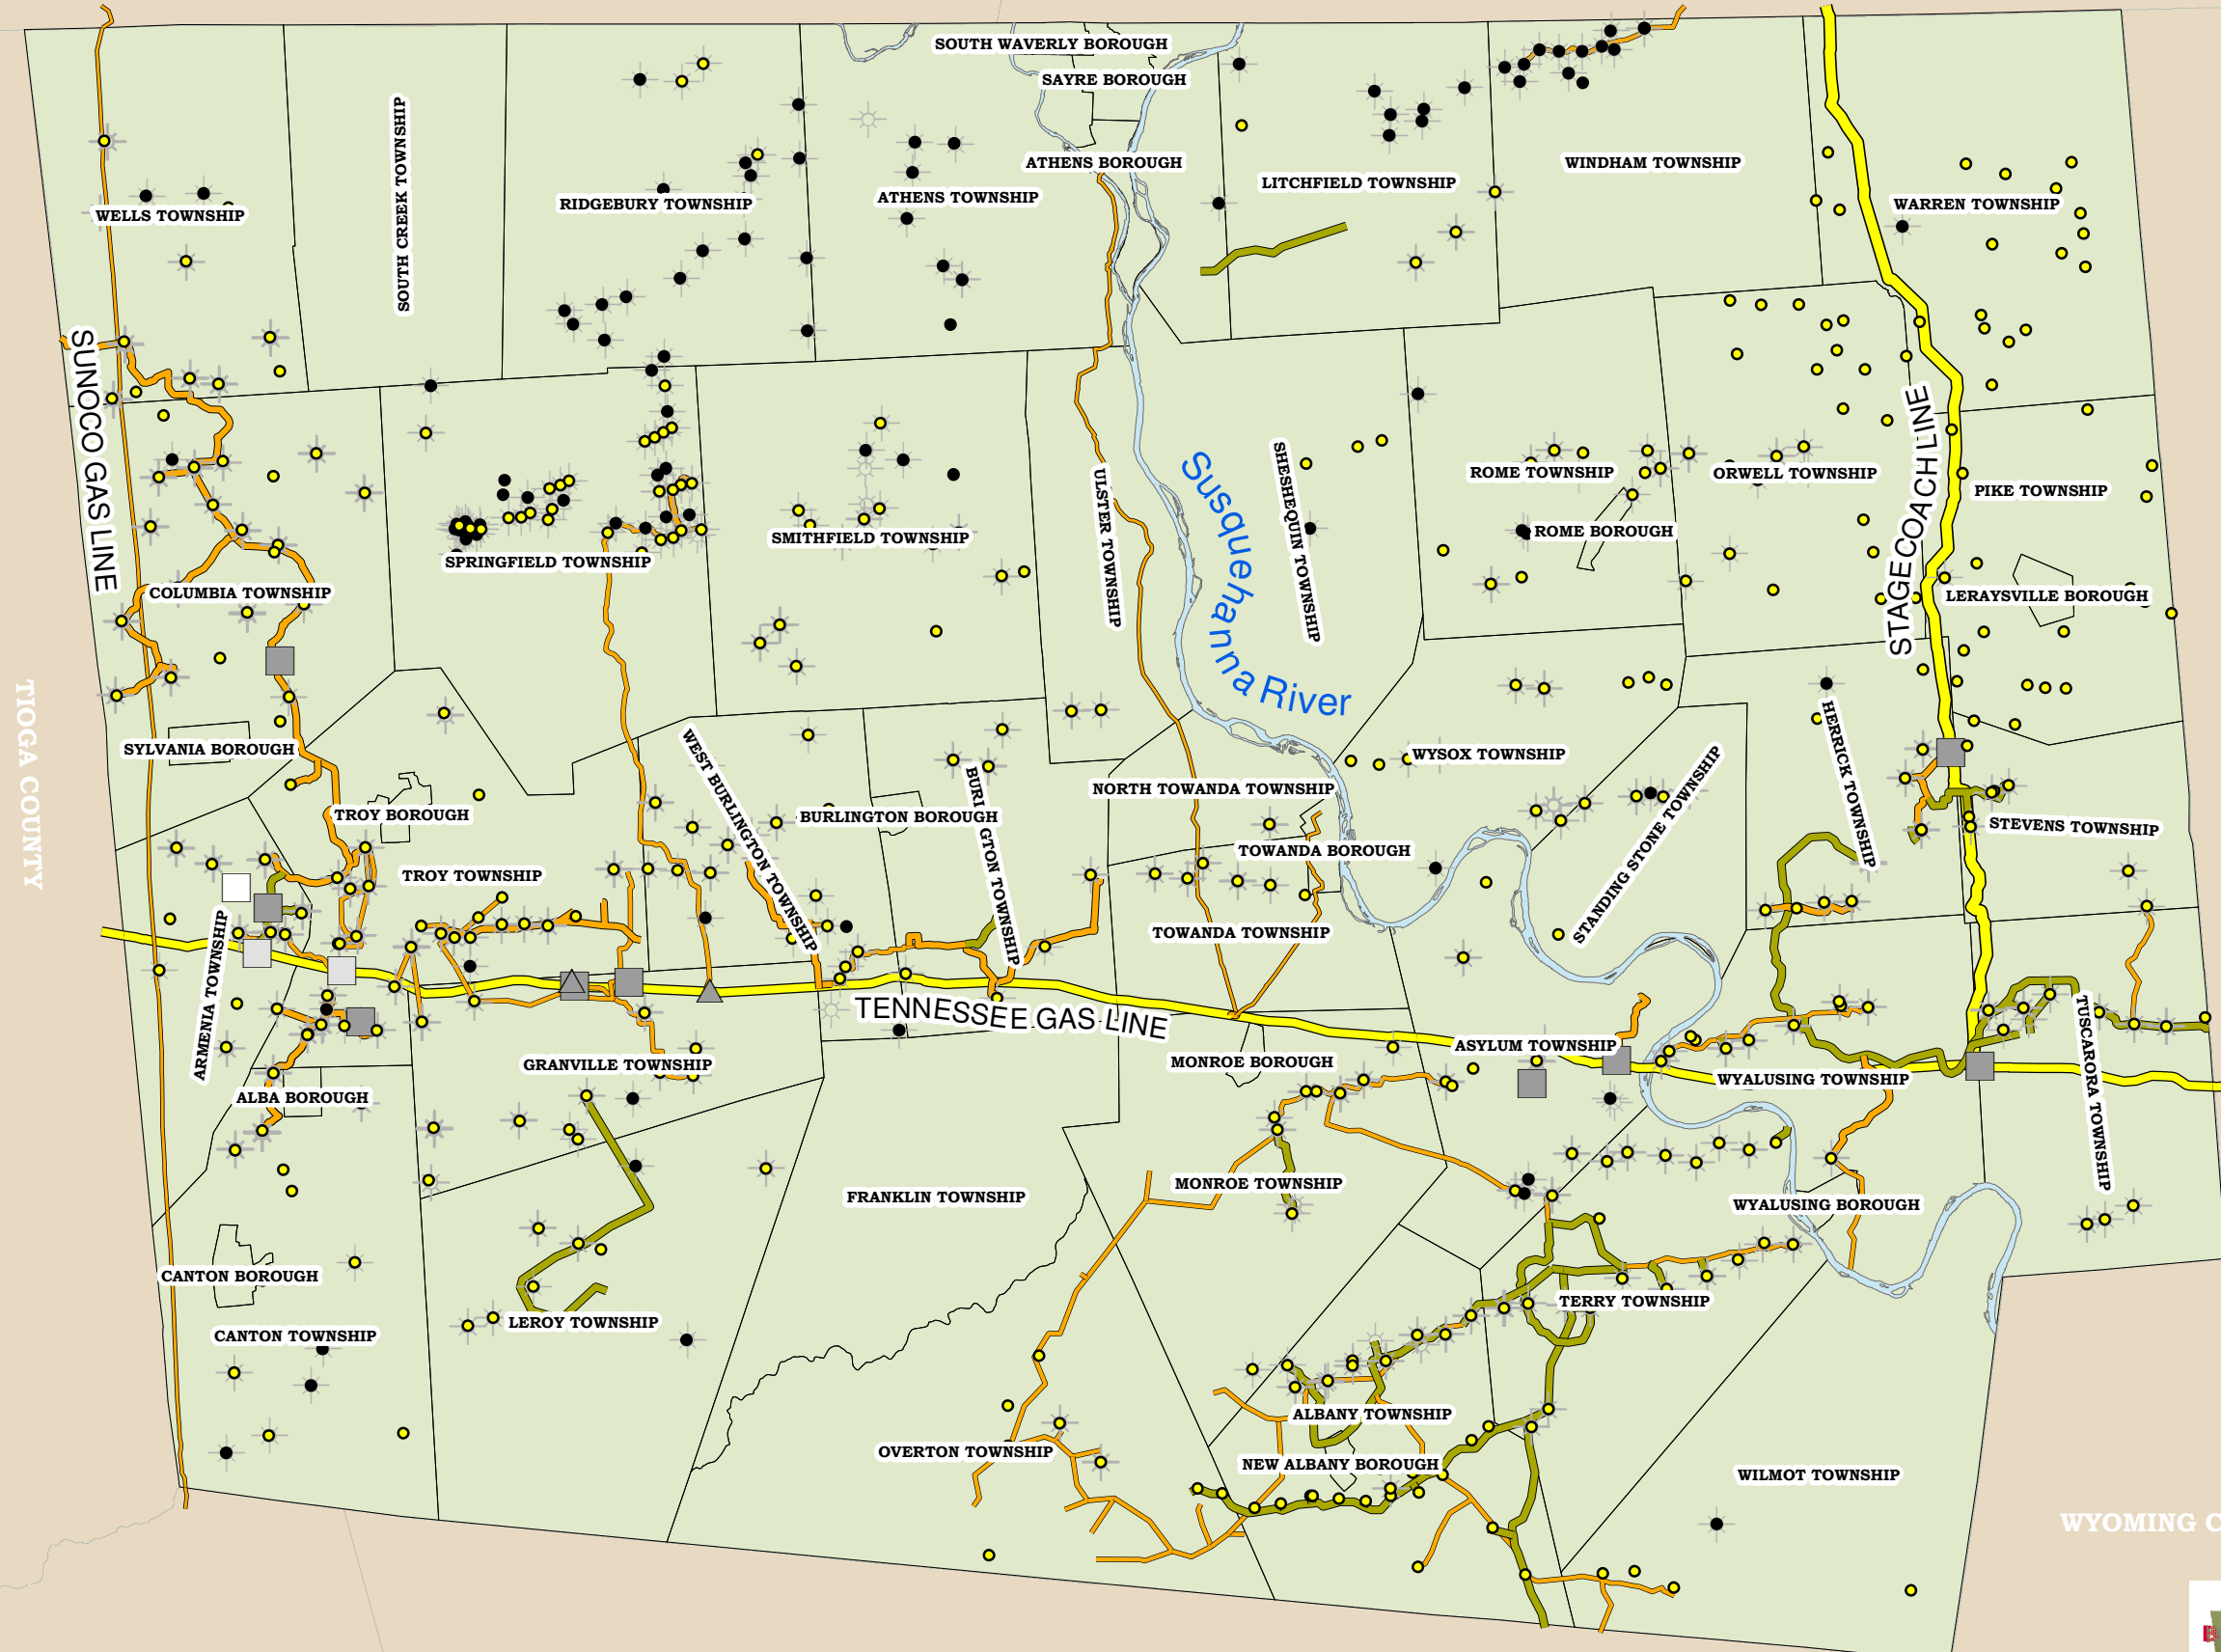 SOUTH WAVERLY BOROUGH
SAYRE BOROUGH
ATHENS BOROUGH
WINDHAM TOWNSHIP
LITCHFIELD TOWNSHIP
SOUTH CREEK TOWNSHIP
RIDGEBURY TOWNSHIP
ATHENS TOWNSHIP
WARREN TOWNSHIP
WELLS TOWNSHIP
SUNOCO GAS LINE
STAGECOACH LINE
Susquehanna River
ULSTER TOWNSHIP
SHESHEQUIN TOWNSHIP
ROME TOWNSHIP
ORWELL TOWNSHIP
PIKE TOWNSHIP
ROME BOROUGH
SMITHFIELD TOWNSHIP
SPRINGFIELD TOWNSHIP
COLUMBIA TOWNSHIP
LERAYSVILLE BOROUGH
TIOGA COUNTY
SYLVANIA BOROUGH
WYSOX TOWNSHIP
WEST BURLINGTON TOWNSHIP
HERRICK TOWNSHIP
NORTH TOWANDA TOWNSHIP
TROY BOROUGH
BURLINGTON BOROUGH
BURLINGTON TOWNSHIP
STANDING STONE TOWNSHIP
STEVENS TOWNSHIP
TOWANDA BOROUGH
TROY TOWNSHIP
TOWANDA TOWNSHIP
ARMENIA TOWNSHIP
TENNESSEE GAS LINE
ASYLUM TOWNSHIP
TUSCARORA TOWNSHIP
GRANVILLE TOWNSHIP
MONROE BOROUGH
WYALUSING TOWNSHIP
ALBA BOROUGH
MONROE TOWNSHIP
FRANKLIN TOWNSHIP
WYALUSING BOROUGH
CANTON BOROUGH
TERRY TOWNSHIP
LEROY TOWNSHIP
CANTON TOWNSHIP
ALBANY TOWNSHIP
OVERTON TOWNSHIP
NEW ALBANY BOROUGH
WILMOT TOWNSHIP
WYOMING C